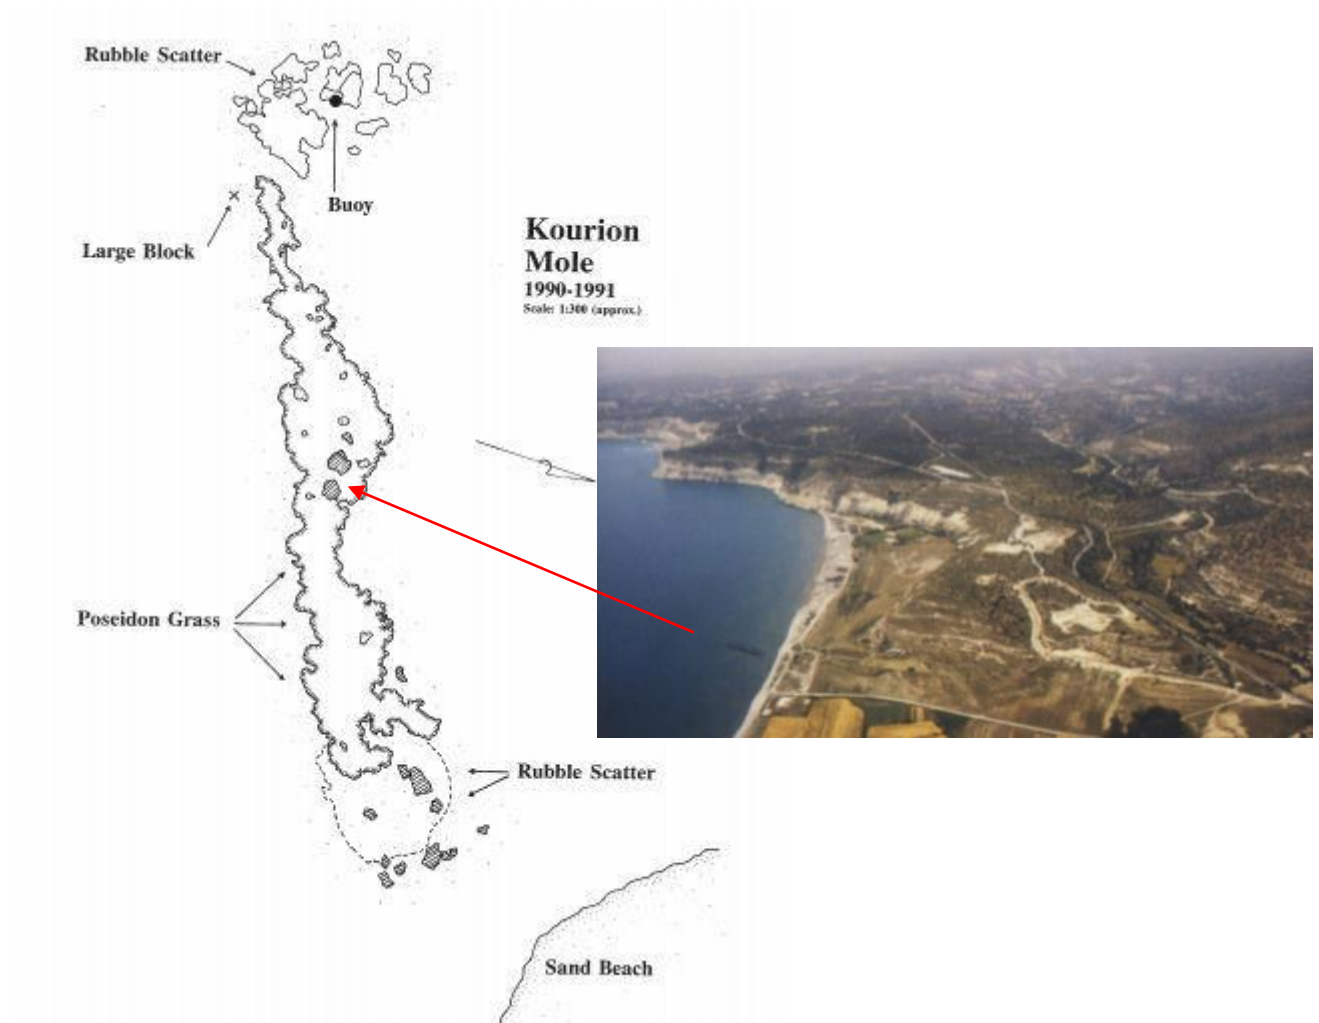 Rubble Scatter
Buoy
Large Block
Kourion
Mole
1990-1991
Scale: 1:300 (approx.)
Poseidon Grass
Rubble Scatter
Sand Beach